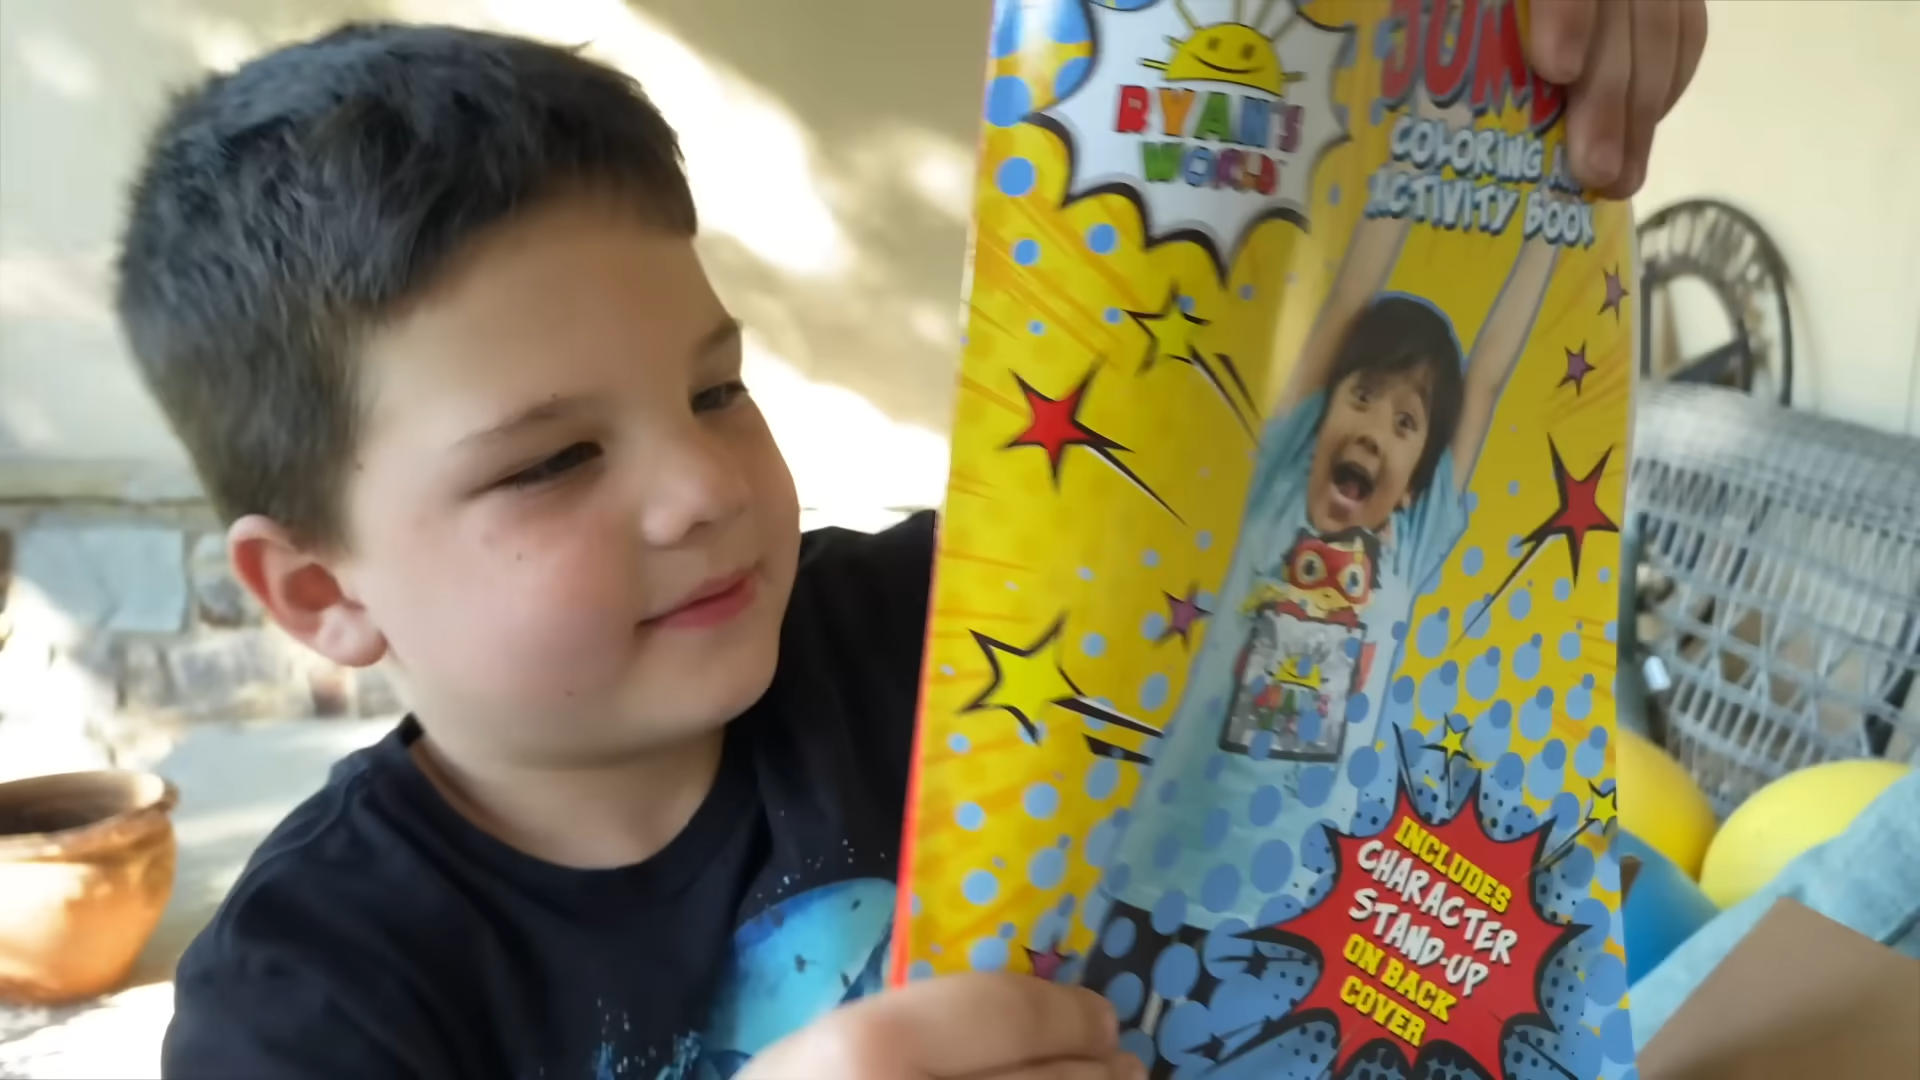 RYAN'S
WORLD
COLORING
ACTIVITY BOOK
INCLUDES
CHARACTER
STAND-UP
ON BACK
COVER